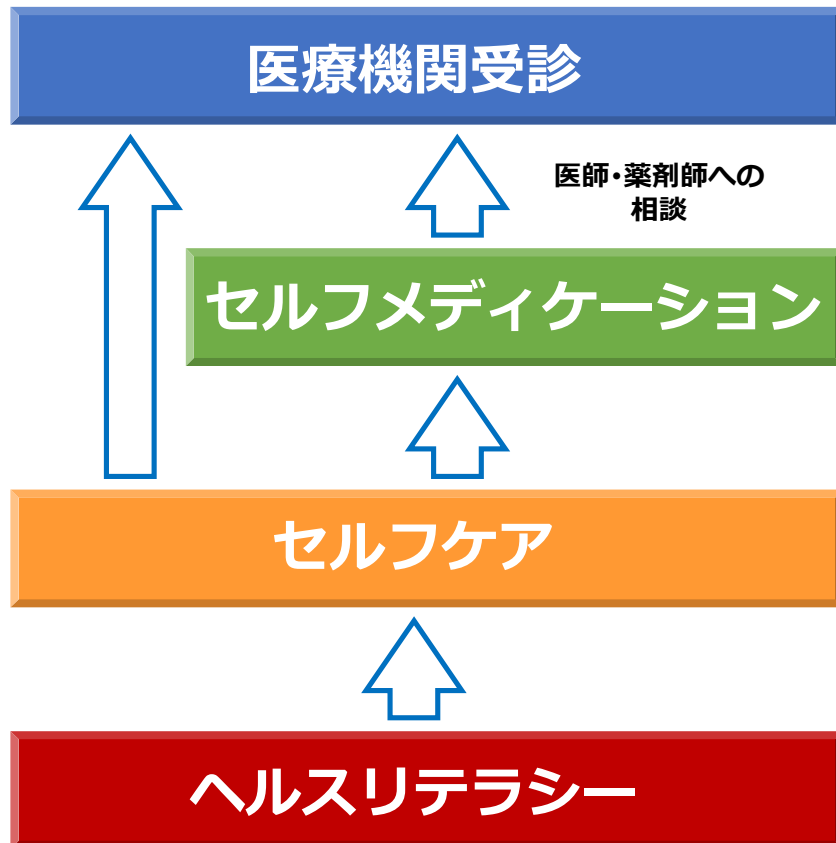 医療機関受診
医師・薬剤師への
相談
セルフメディケーション
セルフケア
ヘルスリテラシー